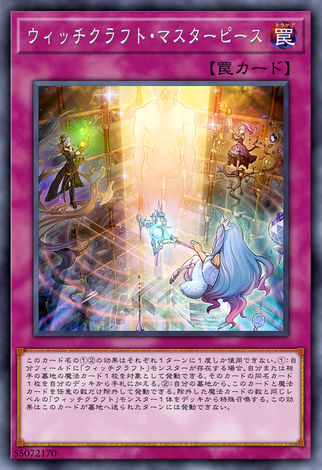 ウィッチクラフト・マスターピース
トラップ
罠
【罠カード】
このカード名の①②の効果はそれぞれ1ターンに1度しか使用できない。①:自
分フィールドに「ウィッチクラフト」モンスターが存在する場合、自分または相
手の墓地の魔法カード1枚を対象として発動できる。そのカードの同名カード
1枚を自分のデッキから手札に加える。②:自分の墓地から、このカードと魔法
カードを任意の数だけ除外して発動できる。除外した魔法カードの数と同じレ
ベルの「ウィッチクラフト」モンスター1体をデッキから特殊召喚する。この効
果はこのカードが墓地へ送られたターンには発動できない。
55072170